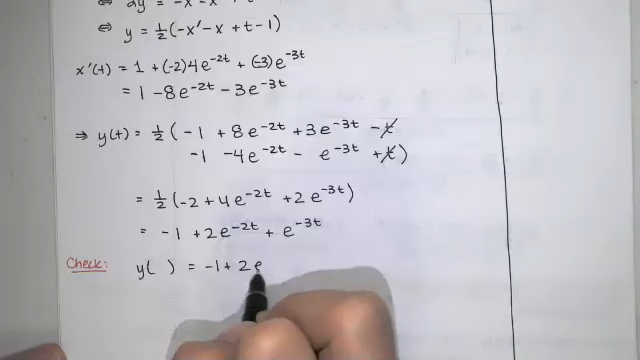 ⇔ 2y = -x' - x
⇔ y = ½(-x' - x + t - 1)
x'(t) = 1 + (-2)4e^{-2t} + (-3)e^{-3t}
= 1 - 8e^{-2t} - 3e^{-3t}
⇒ y(t) = ½(-1 + 8e^{-2t} + 3e^{-3t} - t
-1 - 4e^{-2t} - e^{-3t} + t)
= ½(-2 + 4e^{-2t} + 2e^{-3t})
= -1 + 2e^{-2t} + e^{-3t}
Check: y( ) = -1 + 2e